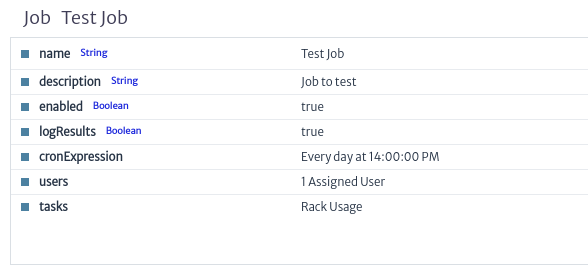 Job Test Job
name String Test Job
description String Job to test
enabled Boolean true
logResults Boolean true
cronExpression Every day at 14:00:00 PM
users 1 Assigned User
tasks Rack Usage